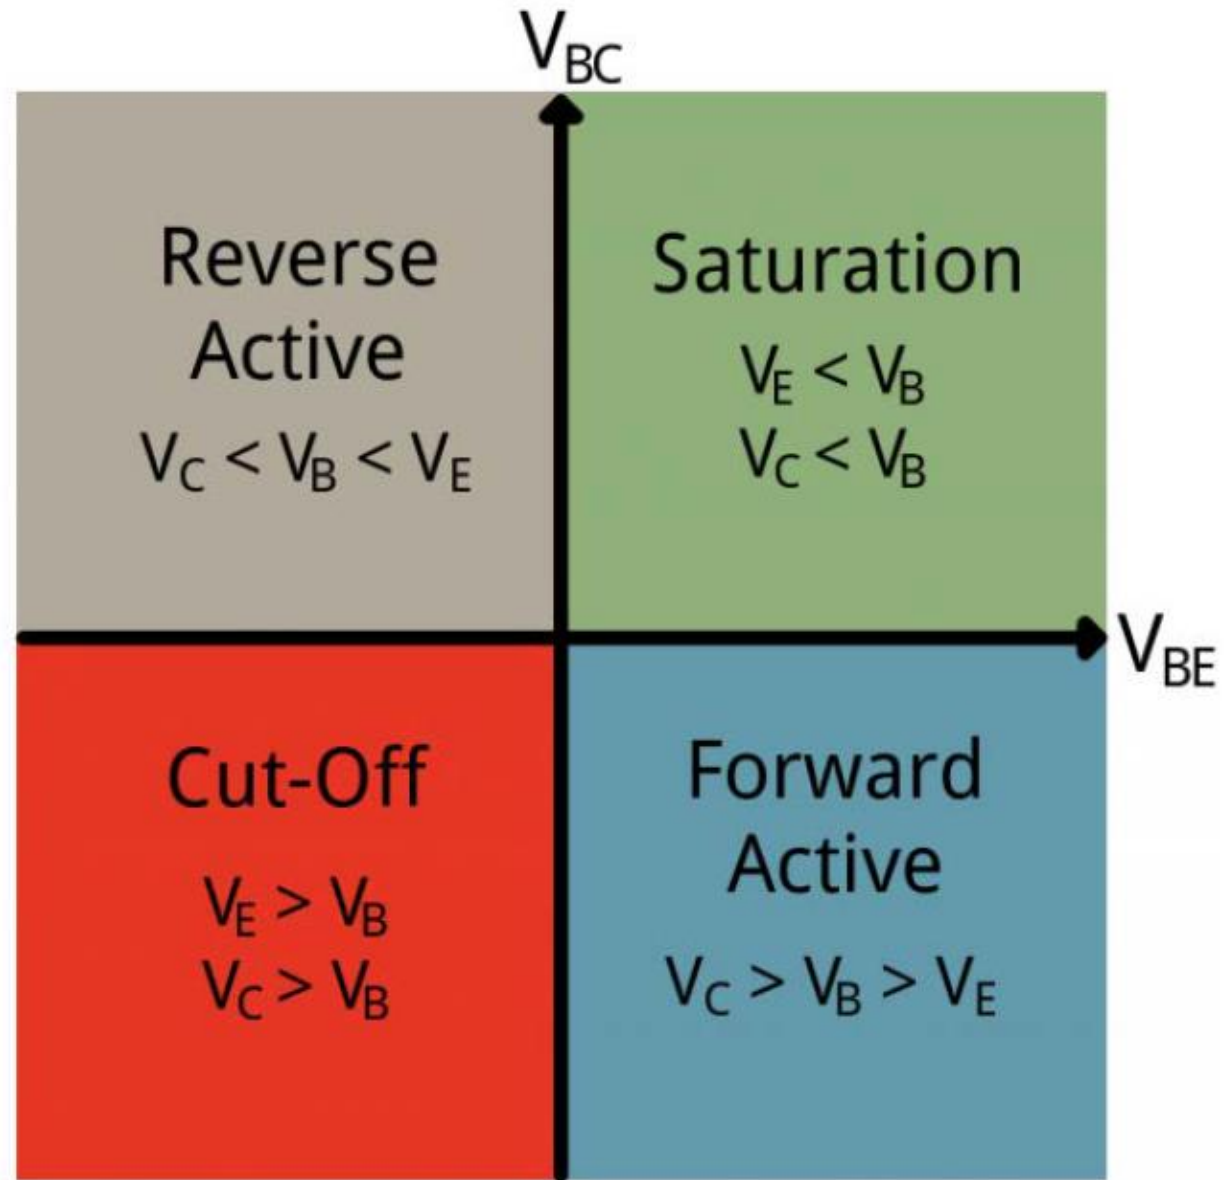 V_BC
Reverse
Active
V_C < V_B < V_E
Saturation
V_E < V_B
V_C < V_B
V_BE
Cut-Off
V_E > V_B
V_C > V_B
Forward
Active
V_C > V_B > V_E